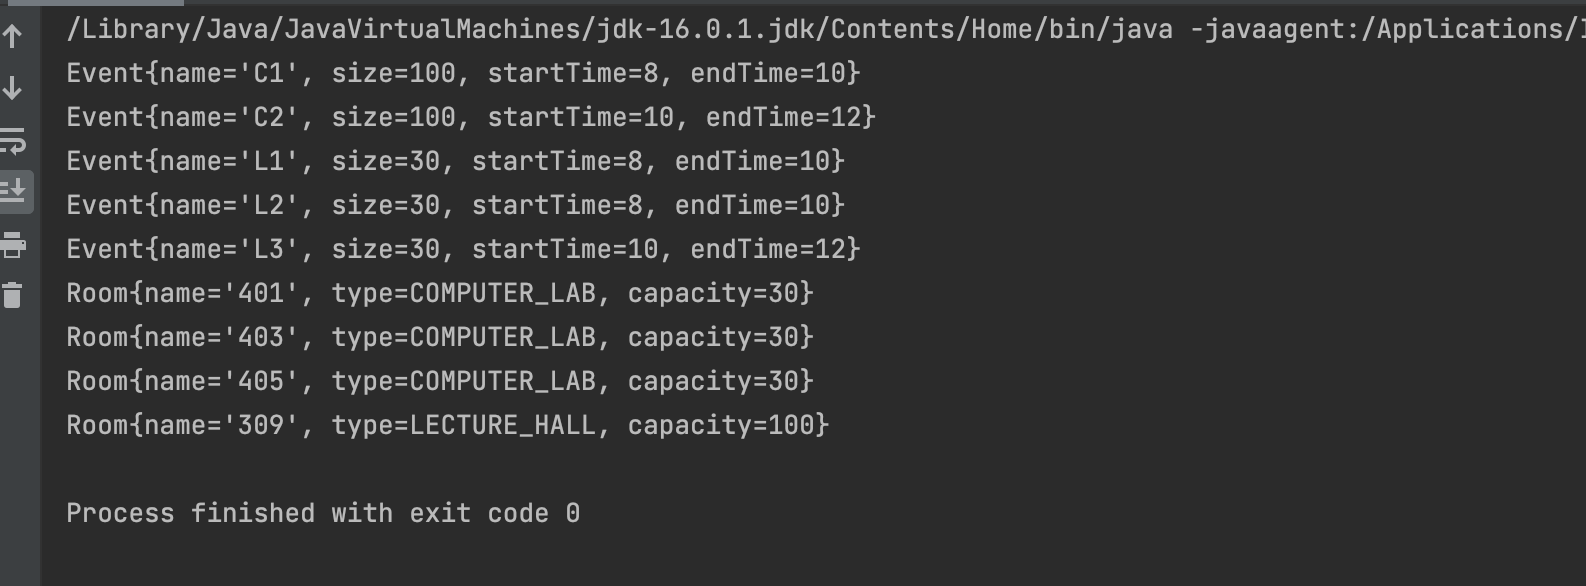 /Library/Java/JavaVirtualMachines/jdk-16.0.1.jdk/Contents/Home/bin/java -javaagent:/Applications/
Event{name='C1', size=100, startTime=8, endTime=10}
Event{name='C2', size=100, startTime=10, endTime=12}
Event{name='L1', size=30, startTime=8, endTime=10}
Event{name='L2', size=30, startTime=8, endTime=10}
Event{name='L3', size=30, startTime=10, endTime=12}
Room{name='401', type=COMPUTER_LAB, capacity=30}
Room{name='403', type=COMPUTER_LAB, capacity=30}
Room{name='405', type=COMPUTER_LAB, capacity=30}
Room{name='309', type=LECTURE_HALL, capacity=100}
Process finished with exit code 0